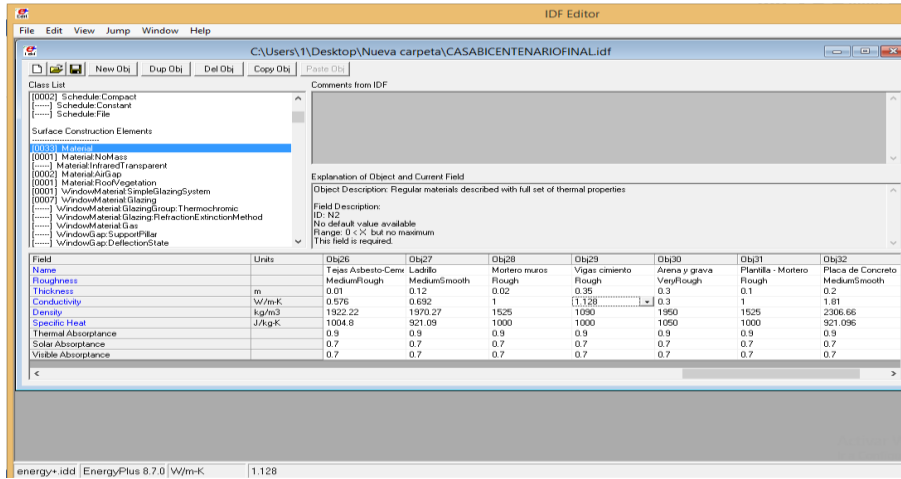 IDF Editor
File Edit View Jump Window Help
C:\Users\1\Desktop\Nueva carpeta\CASABICENTENARIOFINAL.idf
New Obj Dup Obj Del Obj Copy Obj Paste Obj
Class List
Comments from IDF
[0002] Schedule:Compact
[------] Schedule:Constant
[------] Schedule:File
Surface Construction Elements
-------------------------
[0033] Material
[0001] Material:NoMass
[------] Material:InfraredTransparent
[0002] Material:AirGap
[0001] Material:RoofVegetation
[0001] WindowMaterial:SimpleGlazingSystem
[0007] WindowMaterial:Glazing
[------] WindowMaterial:GlazingGroup:Thermochromic
[------] WindowMaterial:Glazing:RefractionExtinctionMethod
[------] WindowMaterial:Gas
[------] WindowGap:SupportPillar
[------] WindowGap:DeflectionState
Explanation of Object and Current Field
Object Description: Regular materials described with full set of thermal properties
Field Description:
ID: N2
No default value available
Range: 0 < X but no maximum
This field is required.
Field Units Obj26 Obj27 Obj28 Obj29 Obj30 Obj31 Obj32
Name Tejas Asbesto-Ceme Ladrillo Mortero muros Vigas cimiento Arena y grava Plantilla - Mortero Placa de Concreto
Roughness MediumRough MediumSmooth Rough Rough VeryRough Rough MediumSmooth
Thickness m 0.01 0.12 0.02 0.35 0.3 0.1 0.2
Conductivity W/m-K 0.576 0.692 1 1.128 0.3 1 1.81
Density kg/m3 1922.22 1970.27 1525 1090 1950 1525 2306.66
Specific Heat J/kg-K 1004.8 921.09 1000 1000 1050 1000 921.096
Thermal Absorptance 0.9 0.9 0.9 0.9 0.9 0.9 0.9
Solar Absorptance 0.7 0.7 0.7 0.7 0.7 0.7 0.7
Visible Absorptance 0.7 0.7 0.7 0.7 0.7 0.7 0.7
energy+.idd EnergyPlus 8.7.0 W/m-K 1.128